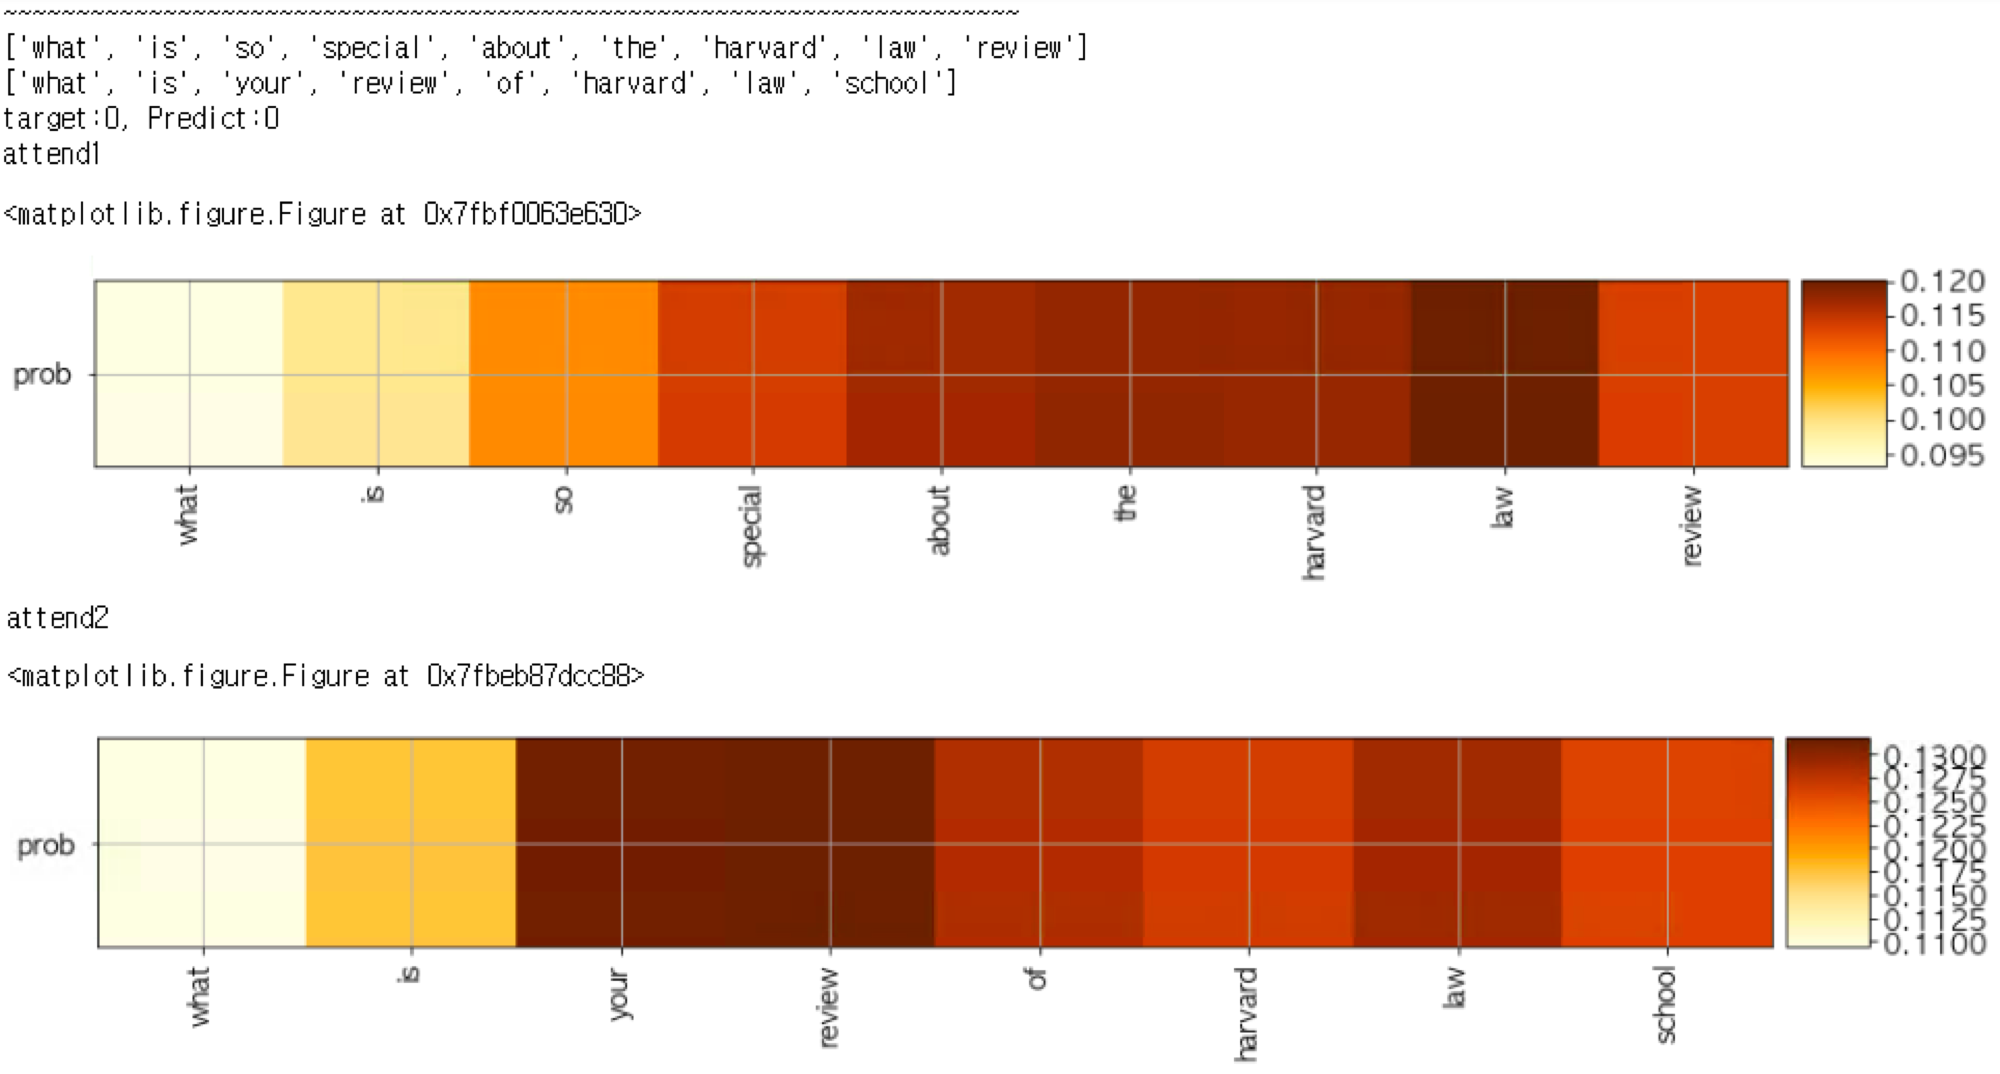 ~~~~~~~~~~~~~~~~~~~~~~~~~~~~~~~~~~~~~~~~~~~~~~~~~~~~~~~~~~~~~~~~~~~~~~
['what', 'is', 'so', 'special', 'about', 'the', 'harvard', 'law', 'review']
['what', 'is', 'your', 'review', 'of', 'harvard', 'law', 'school']
target:0, Predict:0
attend1
<matplotlib.figure.Figure at 0x7fbf0063e630>
0.120
0.115
0.110
prob
0.105
0.100
0.095
what is so special about the harvard law review
attend2
<matplotlib.figure.Figure at 0x7fbeb87dcc88>
0.1300
0.1275
0.1250
0.1225
prob
0.1200
0.1175
0.1150
0.1125
0.1100
what is your review of harvard law school